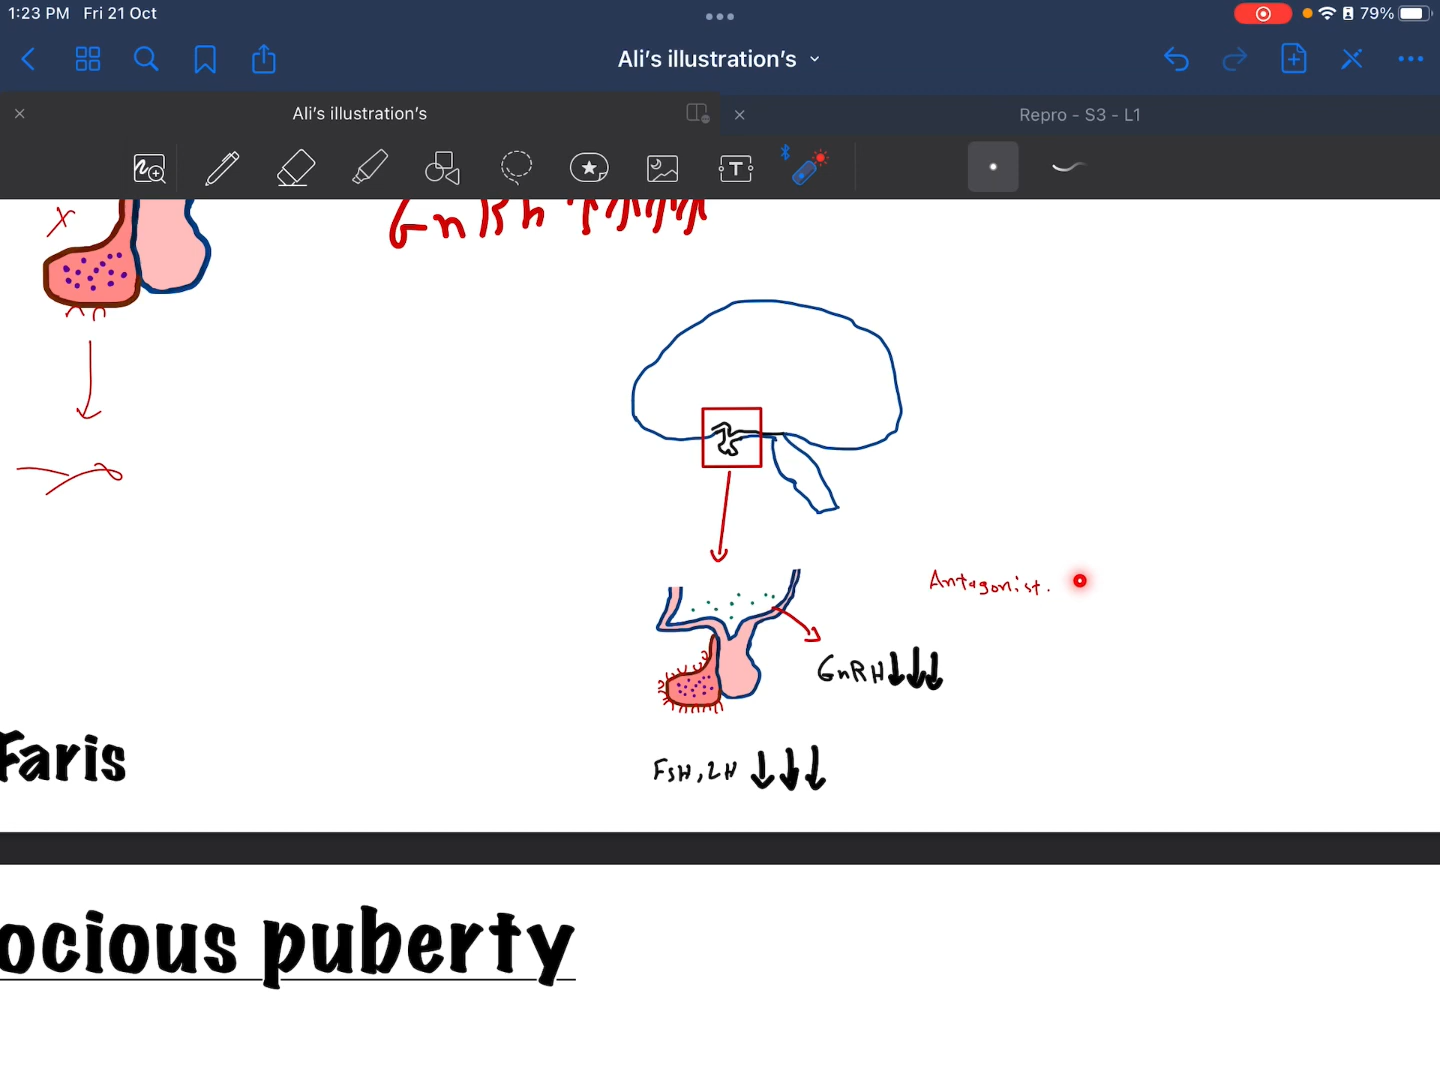 1:23 PM Fri 21 Oct
79%
Ali's illustration's
Ali's illustration's
Repro - S3 - L1
T
x
GnRh
Antagonist.
GnRH
Faris
FSH, LH
ocious puberty